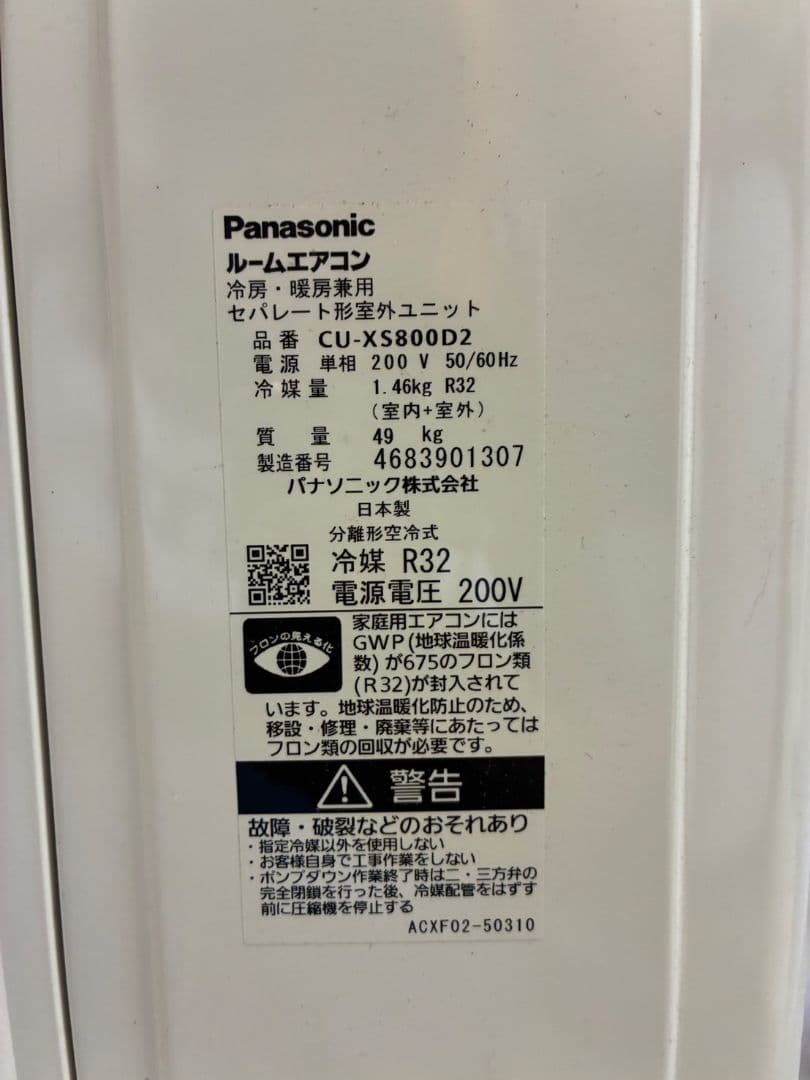 Panasonic
ルームエアコン
冷房・暖房兼用
セパレート形室外ユニット
品番 CU-XS800D2
電源 単相 200 V 50/60Hz
冷媒量 1.46kg R32
(室内+室外)
質量 49 kg
製造番号 4683901307
パナソニック株式会社
日本製
分離形空冷式
冷媒 R32
電源電圧 200V
フロンの見える化
家庭用エアコンには
GWP(地球温暖化係
数)が675のフロン類
(R32)が封入されて
います。地球温暖化防止のため、
移設・修理・廃棄等にあたっては
フロン類の回収が必要です。
警告
故障・破裂などのおそれあり
・指定冷媒以外を使用しない
・お客様自身で工事作業をしない
・ポンプダウン作業終了時は二・三方弁の
完全閉鎖を行った後、冷媒配管をはずす
前に圧縮機を停止する
ACXF02-50310